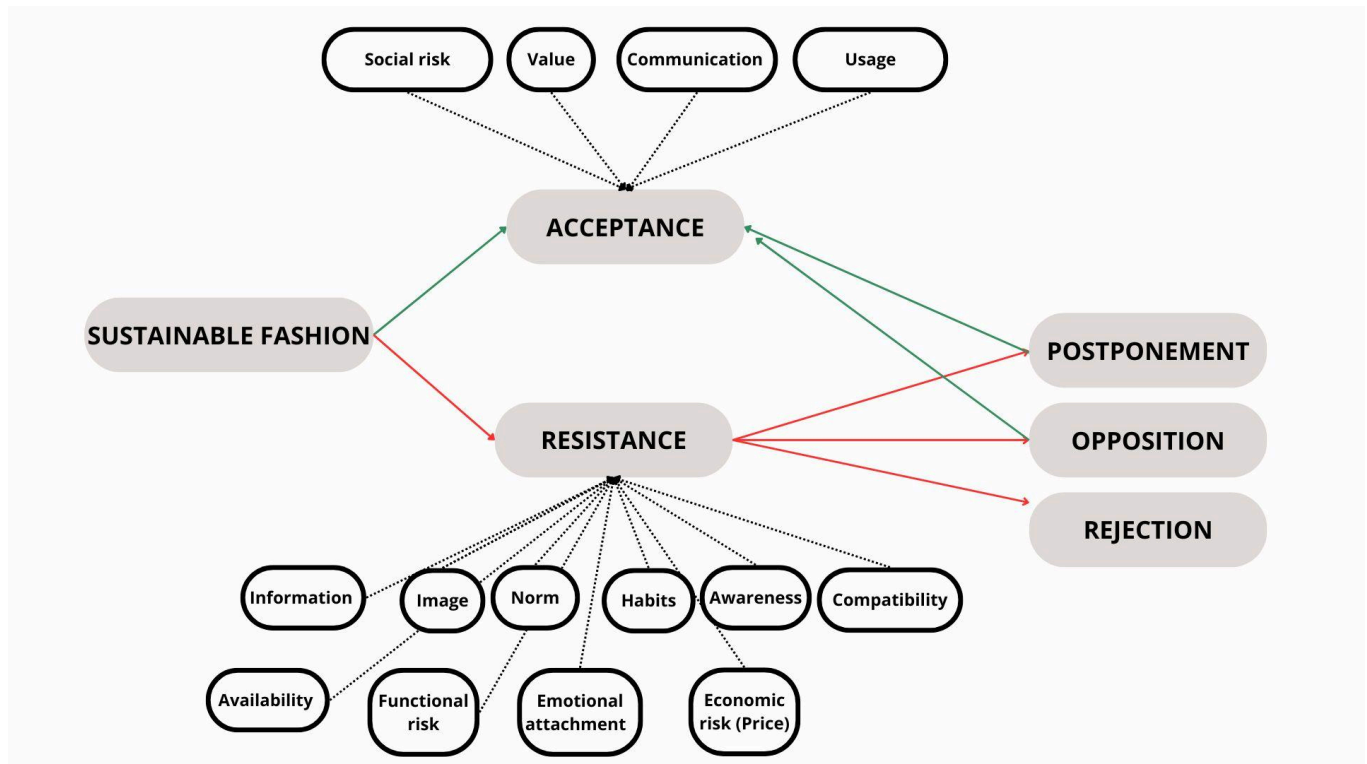 Social risk
Value
Communication
Usage
ACCEPTANCE
SUSTAINABLE FASHION
POSTPONEMENT
RESISTANCE
OPPOSITION
REJECTION
Information
Image
Norm
Habits
Awareness
Compatibility
Availability
Functional
risk
Emotional
attachment
Economic
risk (Price)